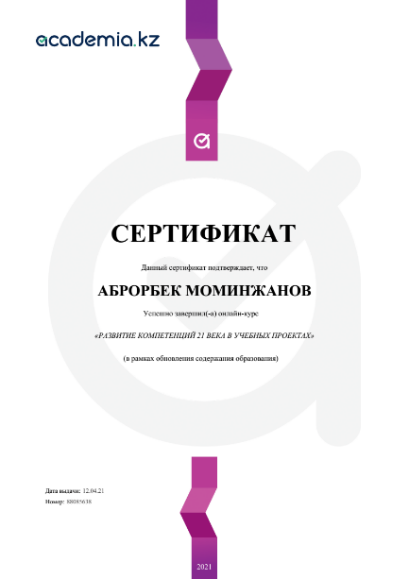 academia.kz
СЕРТИФИКАТ
Данный сертификат подтверждает, что
АБРОРБЕК МОМИНЖАНОВ
Успешно завершил(-а) онлайн-курс
«РАЗВИТИЕ КОМПЕТЕНЦИЙ 21 ВЕКА В УЧЕБНЫХ ПРОЕКТАХ»
(в рамках обновления содержания образования)
Дата выдачи: 12.04.21
Номер:
2021